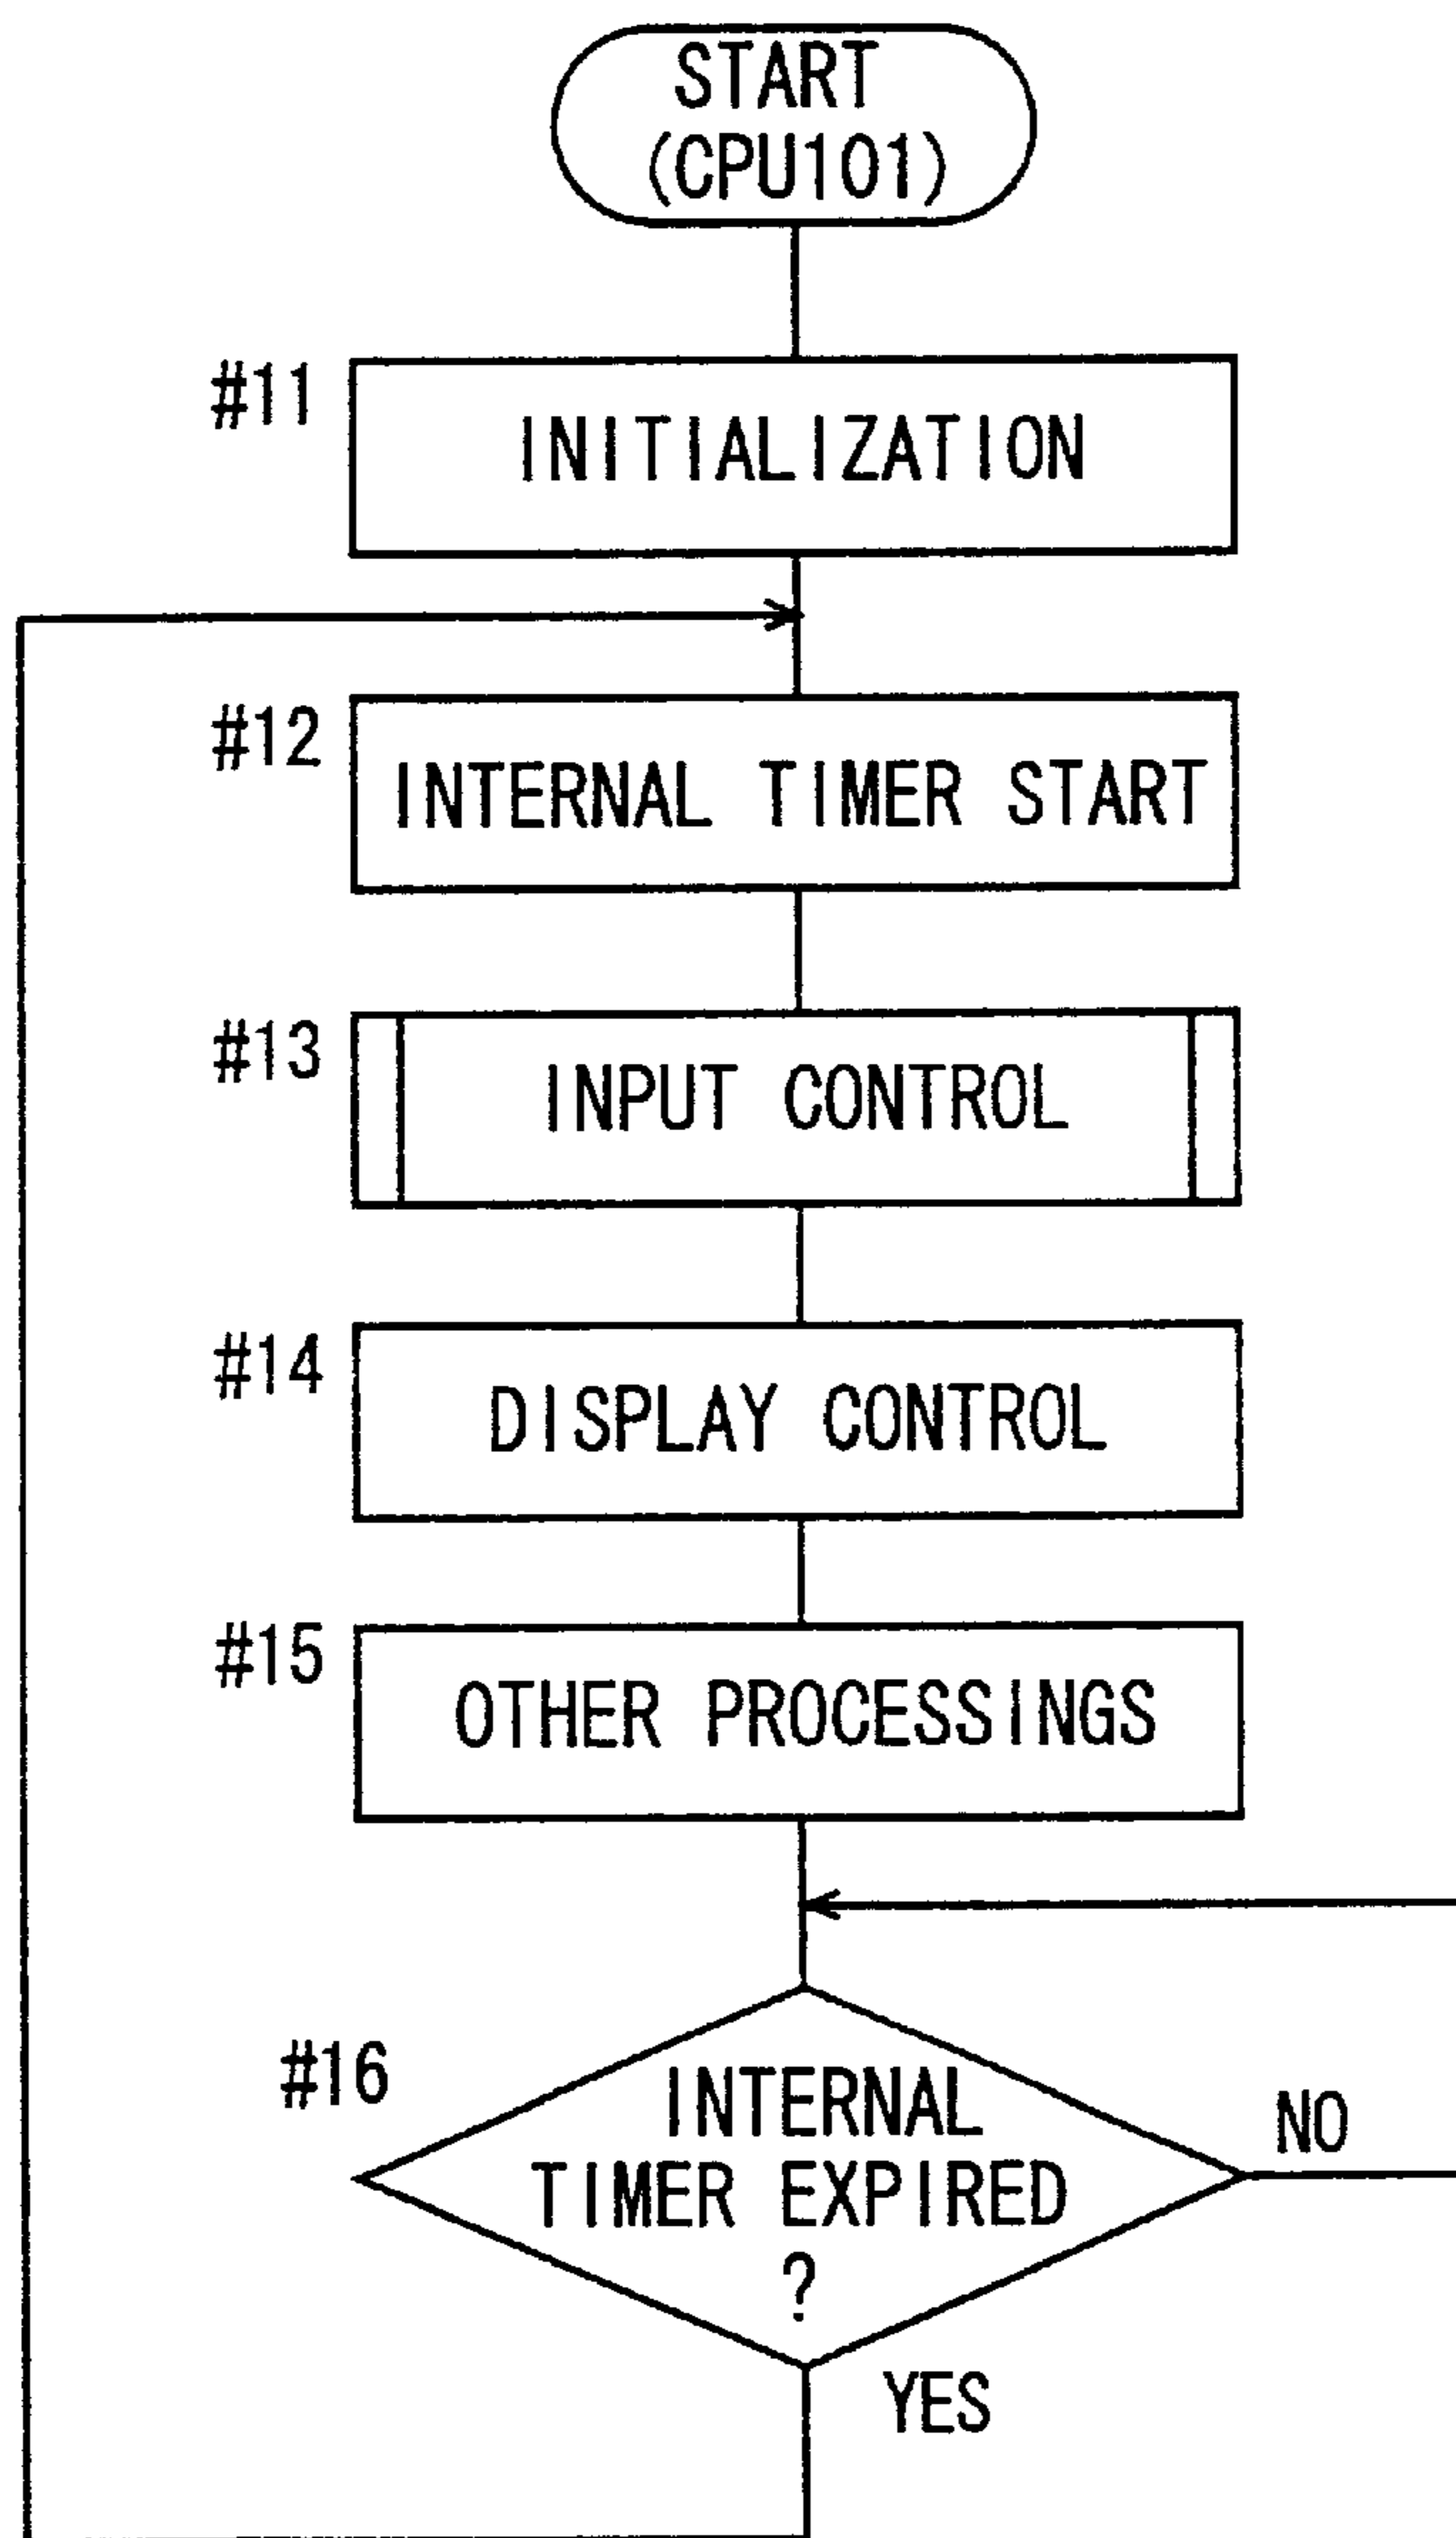 START
(CPU101)
#11
INITIALIZATION
#12
INTERNAL TIMER START
#13
INPUT CONTROL
#14
DISPLAY CONTROL
#15
OTHER PROCESSINGS
#16
INTERNAL
TIMER EXPIRED
?
NO
YES